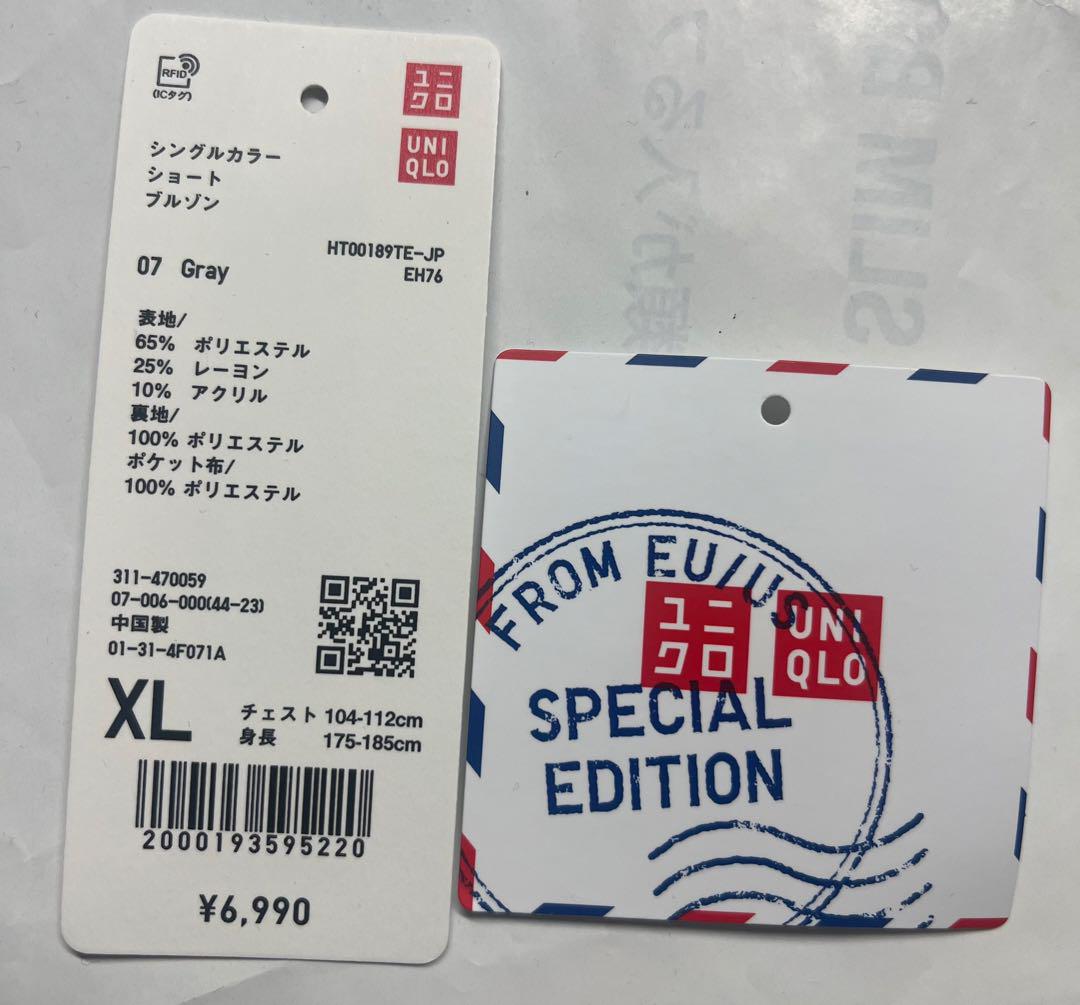 RFID
(ICタグ)
ユニ
クロ
UNI
QLO
シングルカラー
ショート
ブルゾン
HT00189TE-JP
EH76
07 Gray
表地/
65% ポリエステル
25% レーヨン
10% アクリル
裏地/
100% ポリエステル
ポケット布/
100% ポリエステル
311-470059
07-006-000(44-23)
中国製
01-31-4F071A
XL
チェスト 104-112cm
身長 175-185cm
2000193595220
¥6,990
FROM EU/US
ユニ
クロ
UNI
QLO
SPECIAL
EDITION
SLIM